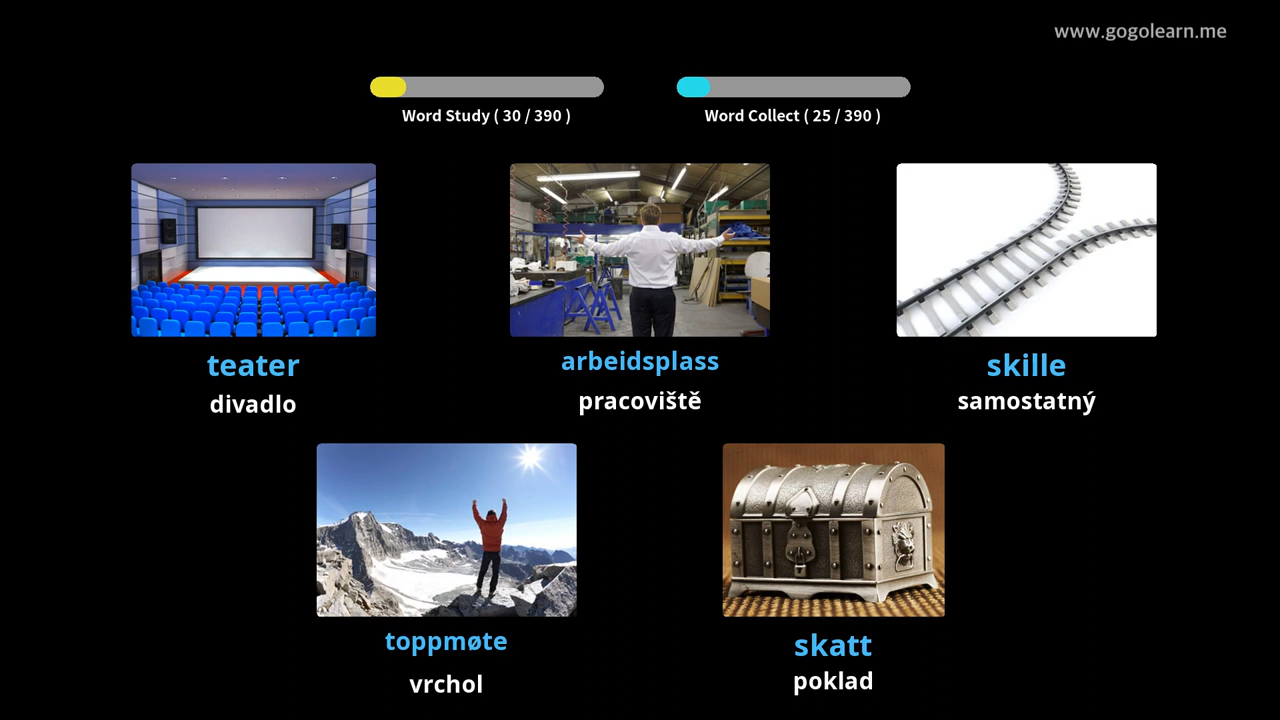 www.gogolearn.me
Word Study ( 30 / 390 )
Word Collect ( 25 / 390 )
teater
divadlo
arbeidsplass
pracoviště
skille
samostatný
toppmøte
vrchol
skatt
poklad